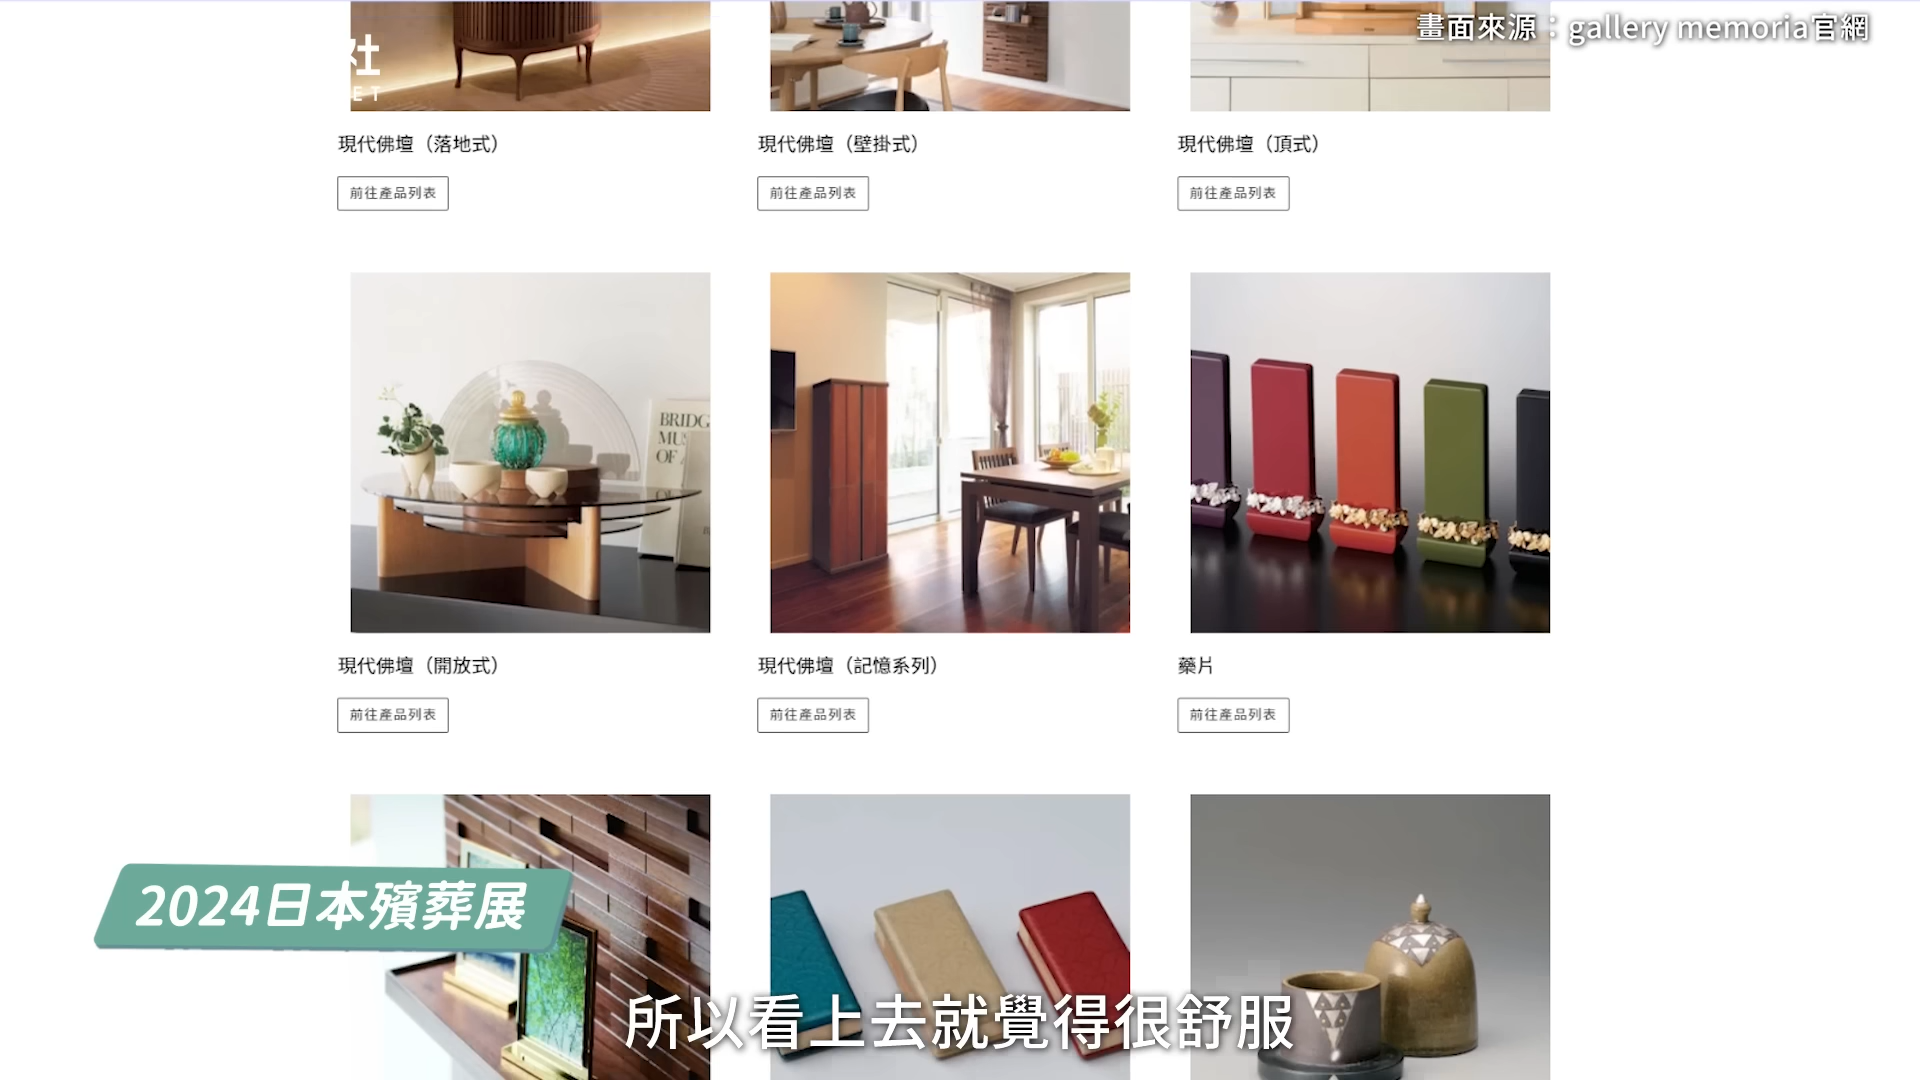 畫面來源：gallery memoria官網
社
ET
現代佛壇（落地式）
現代佛壇（壁掛式）
現代佛壇（頂式）
前往產品列表
前往產品列表
前往產品列表
BRIDG
MU
OF
現代佛壇（開放式）
現代佛壇（記憶系列）
藥片
前往產品列表
前往產品列表
前往產品列表
2024日本殯葬展
所以看上去就覺得很舒服